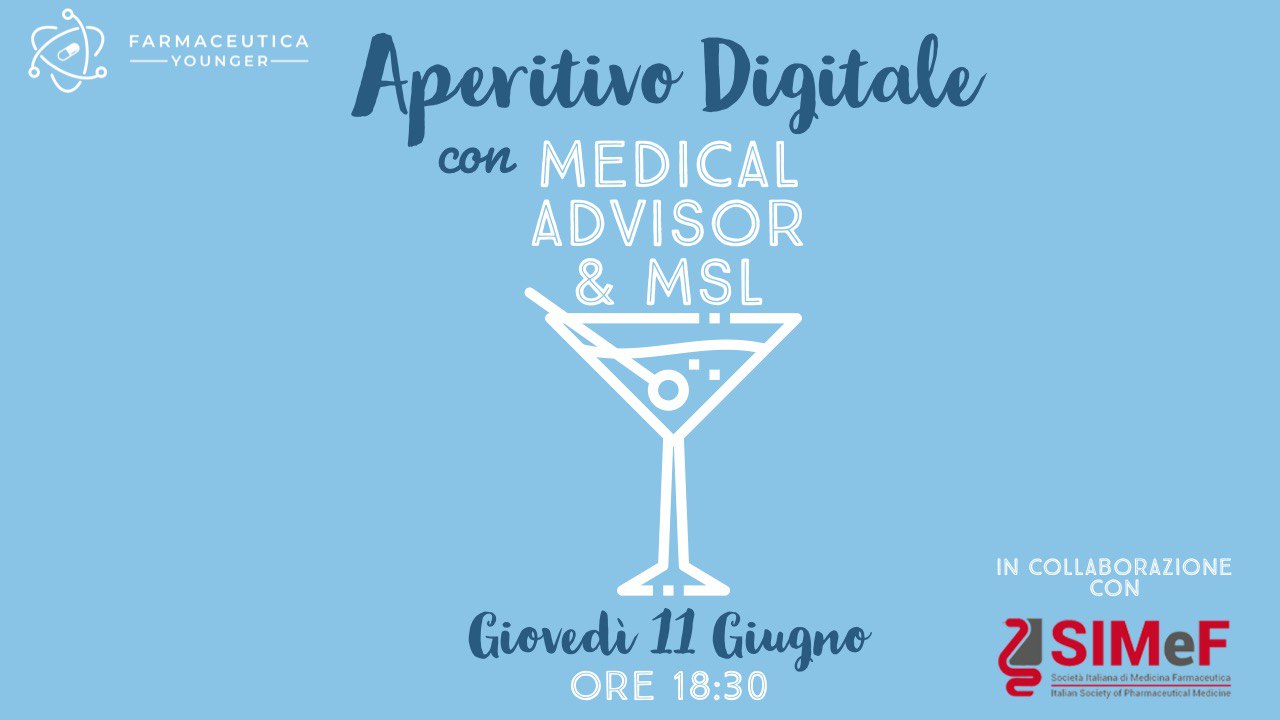 FARMACEUTICA
YOUNGER
Aperitivo Digitale
con MEDICAL
ADVISOR
& MSL
Giovedì 11 Giugno
ORE 18:30
IN COLLABORAZIONE
CON
SIMeF
Società Italiana di Medicina Farmaceutica
Italian Society of Pharmaceutical Medicine